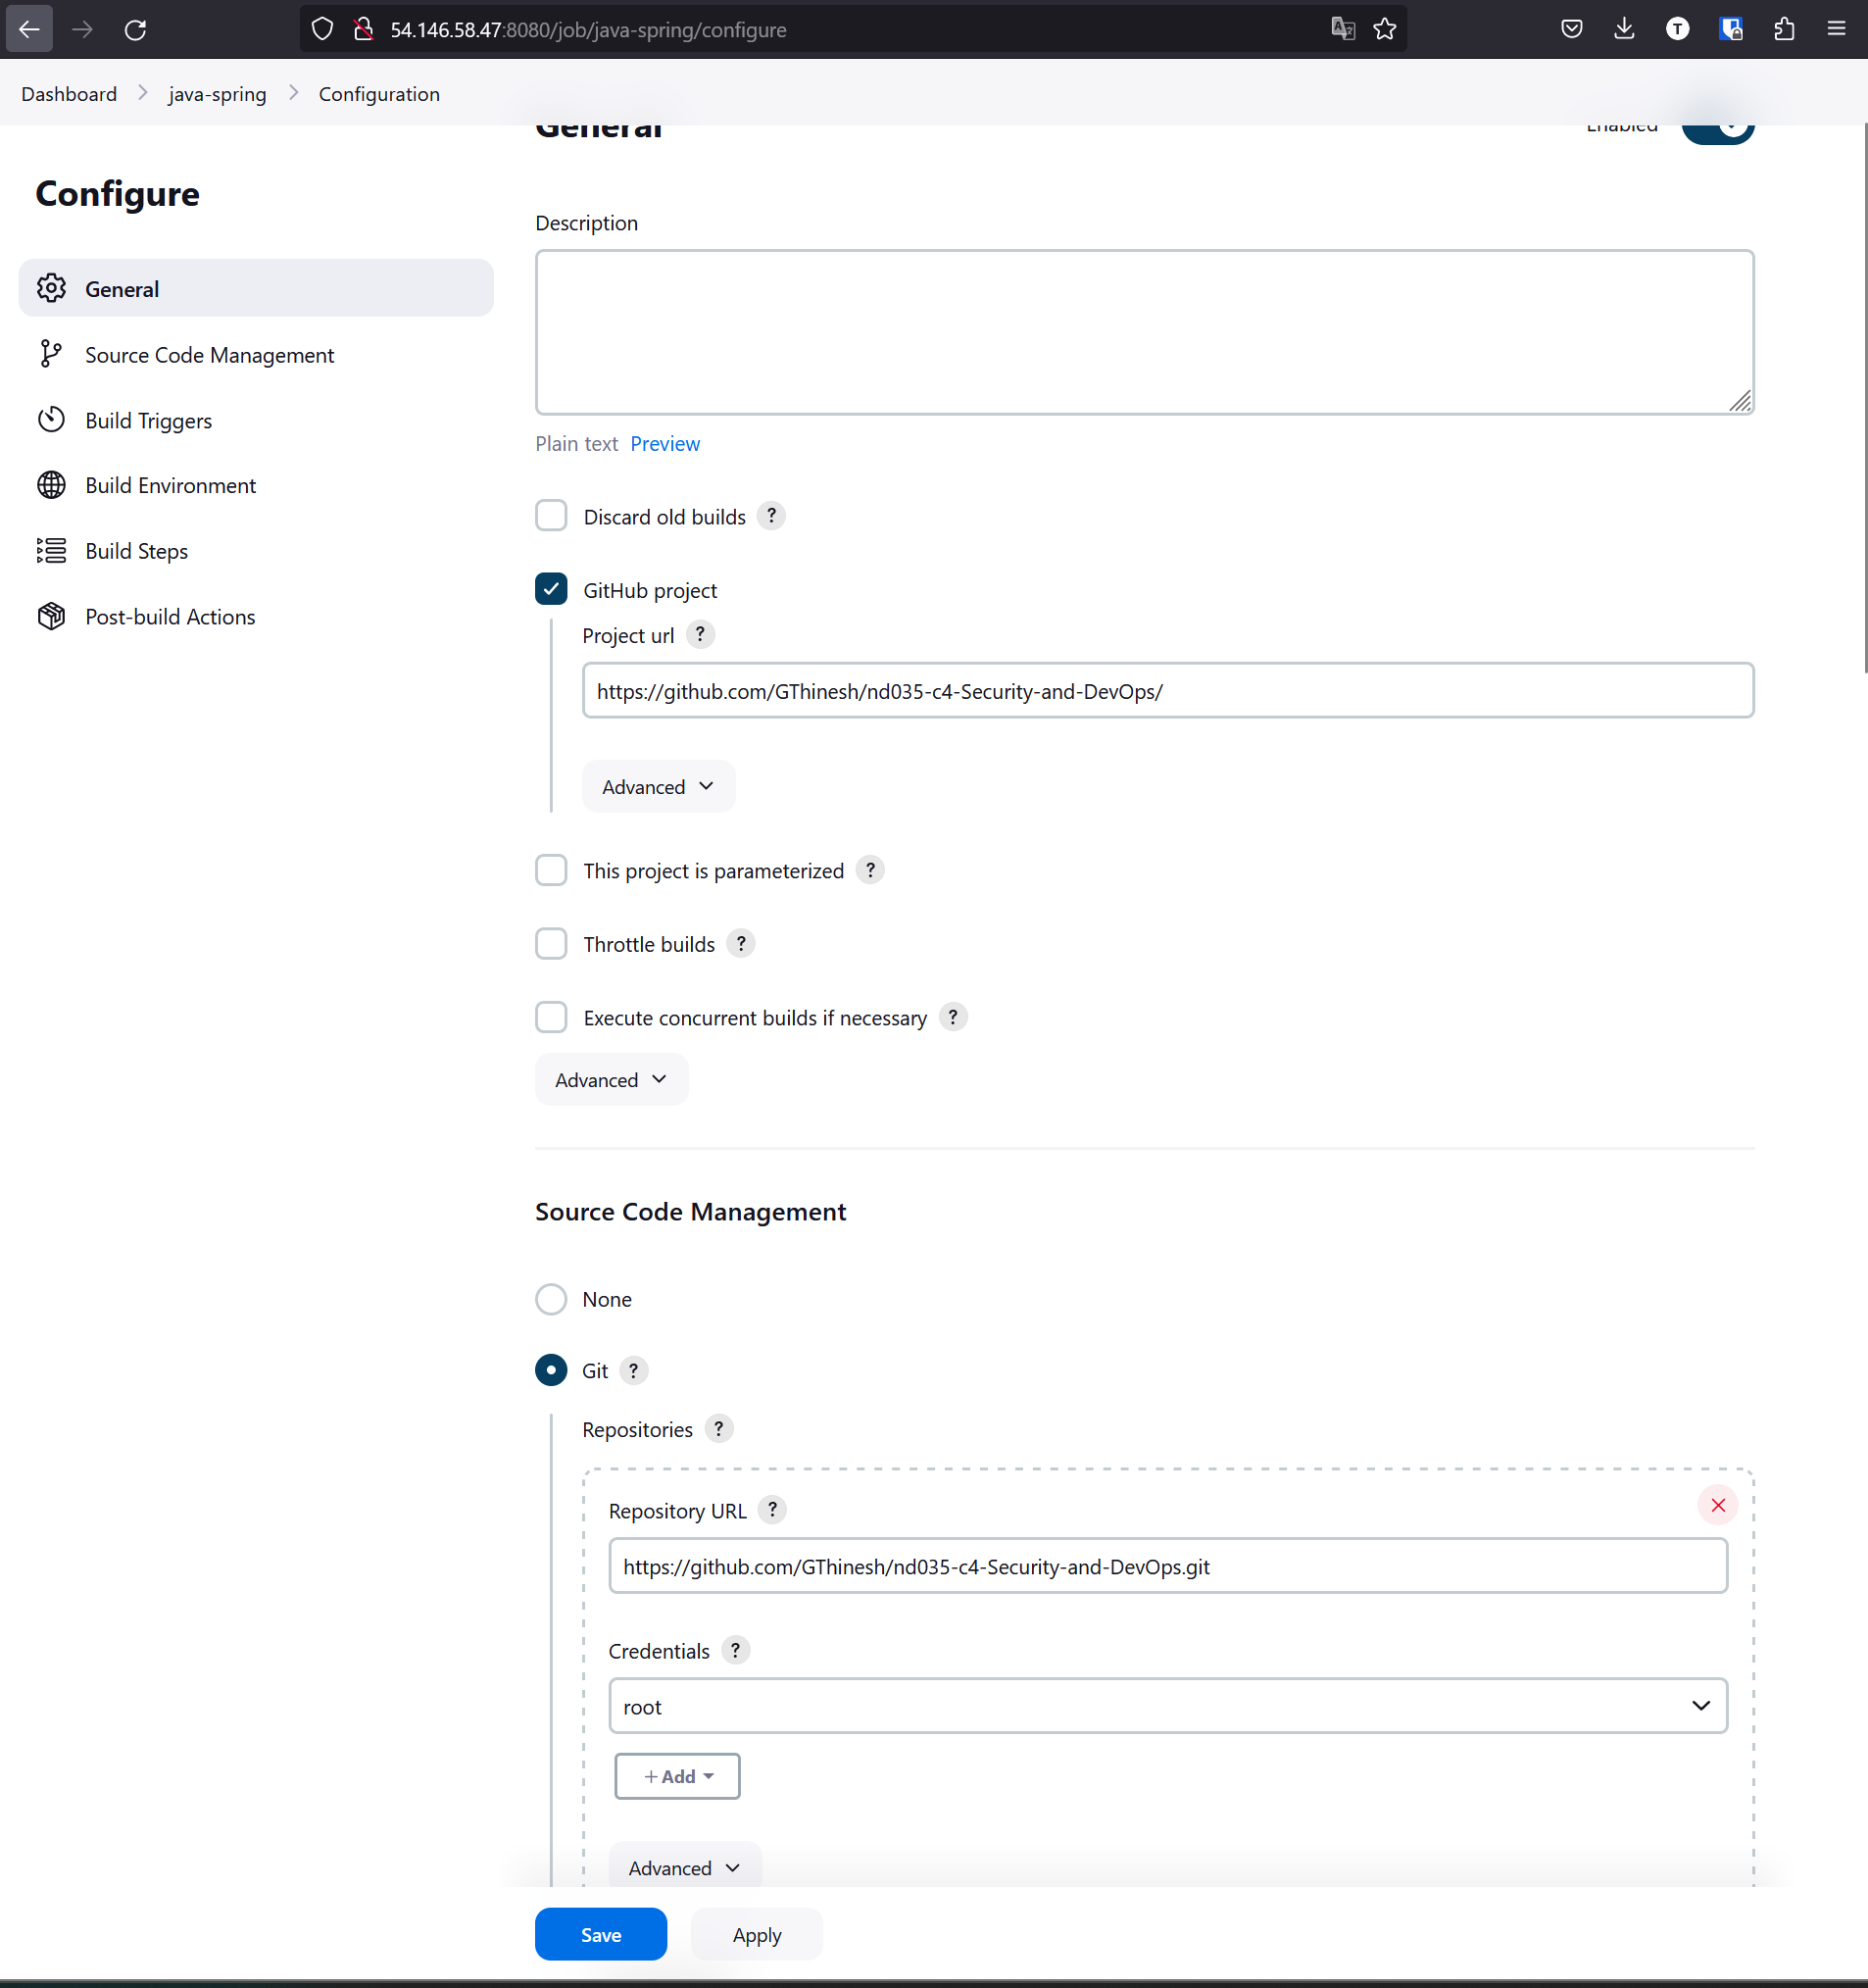 54.146.58.47:8080/job/java-spring/configure
Dashboard > java-spring > Configuration
General
Enabled
Configure
General
Source Code Management
Build Triggers
Build Environment
Build Steps
Post-build Actions
Description
Plain text Preview
Discard old builds ?
GitHub project
Project url ?
https://github.com/GThinesh/nd035-c4-Security-and-DevOps/
Advanced
This project is parameterized ?
Throttle builds ?
Execute concurrent builds if necessary ?
Advanced
Source Code Management
None
Git ?
Repositories ?
Repository URL ?
https://github.com/GThinesh/nd035-c4-Security-and-DevOps.git
Credentials ?
root
+ Add
Advanced
Save Apply